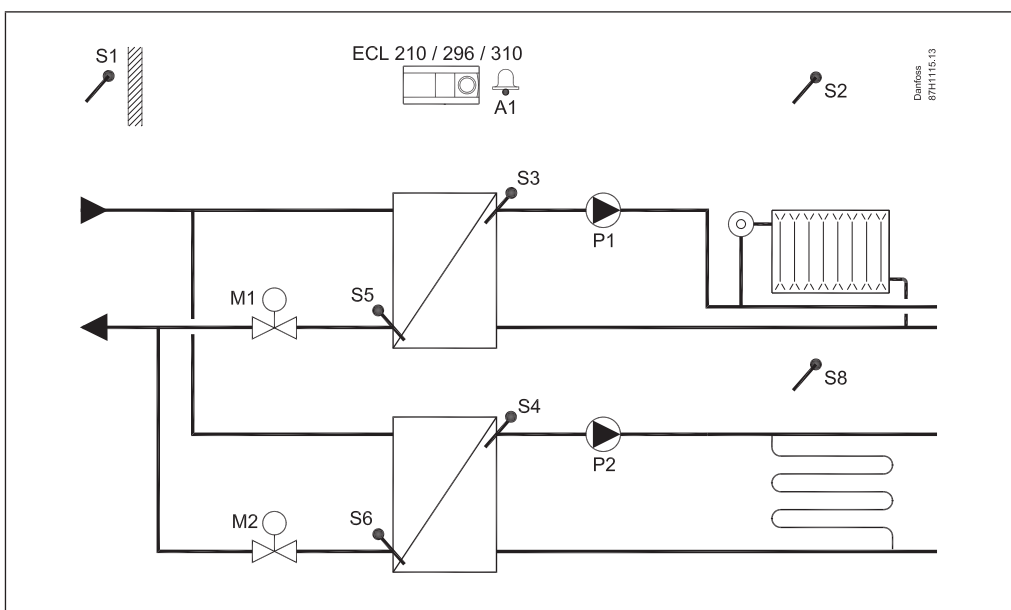 S1
ECL 210 / 296 / 310
A1
S2
Danfoss
87H1115.13
S3
P1
M1
S5
S8
S4
P2
M2
S6